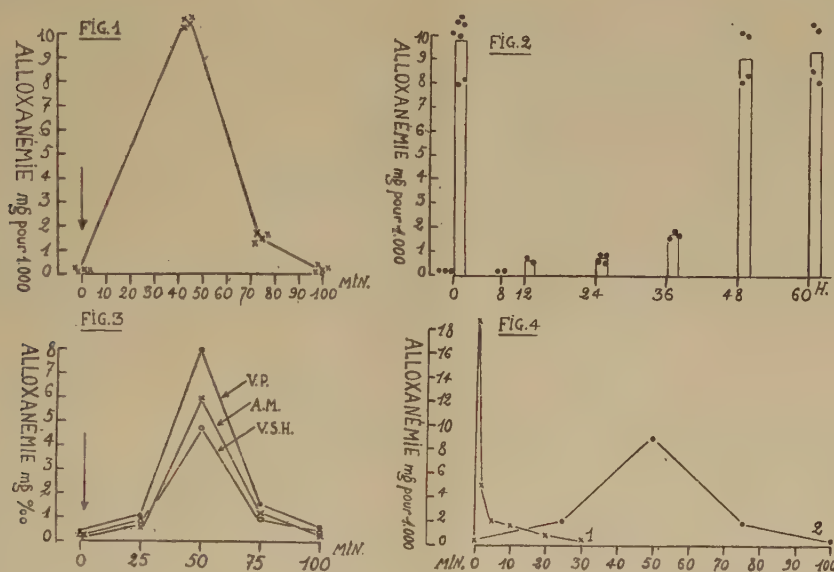 FIG.1
ALLOXANÉMIE mg pour 1.000
10
9
8
7
6
5
4
3
2
1
0
0 10 20 30 40 50 60 70 80 90 100 MIN.
FIG.2
ALLOXANÉMIE mg pour 1.000
10
9
8
7
6
5
4
3
2
1
0
0 8 12 24 36 48 60 H.
FIG.3
ALLOXANÉMIE mg ‰
8
7
6
5
4
3
2
1
0
V.P.
A.M.
V.S.H.
0 25 50 75 100 MIN.
FIG.4
ALLOXANÉMIE mg pour 1.000
18
16
14
12
10
8
6
4
2
0
1
2
MIN. 0 10 20 30 40 50 60 70 80 90 100